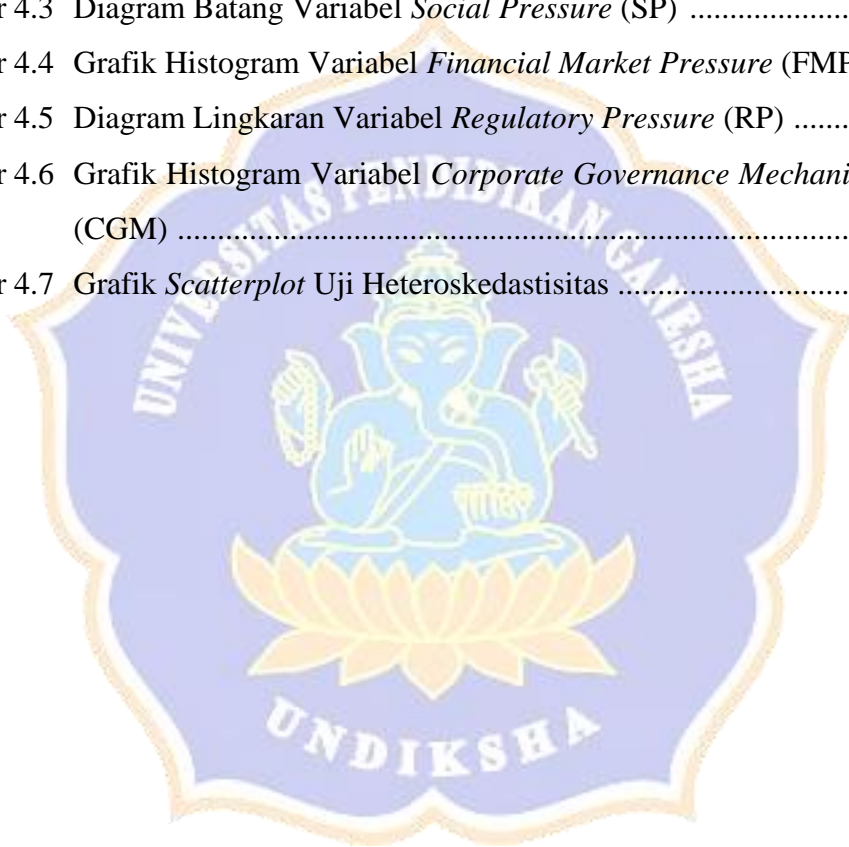 r 4.3 Diagram Batang Variabel Social Pressure (SP) .....................
r 4.4 Grafik Histogram Variabel Financial Market Pressure (FMP
r 4.5 Diagram Lingkaran Variabel Regulatory Pressure (RP) ........
r 4.6 Grafik Histogram Variabel Corporate Governance Mechani
(CGM) .....................................................................................
r 4.7 Grafik Scatterplot Uji Heteroskedastisitas .............................
UNIVERSITAS PENDIDIKAN GANESHA
UNDIKSHA